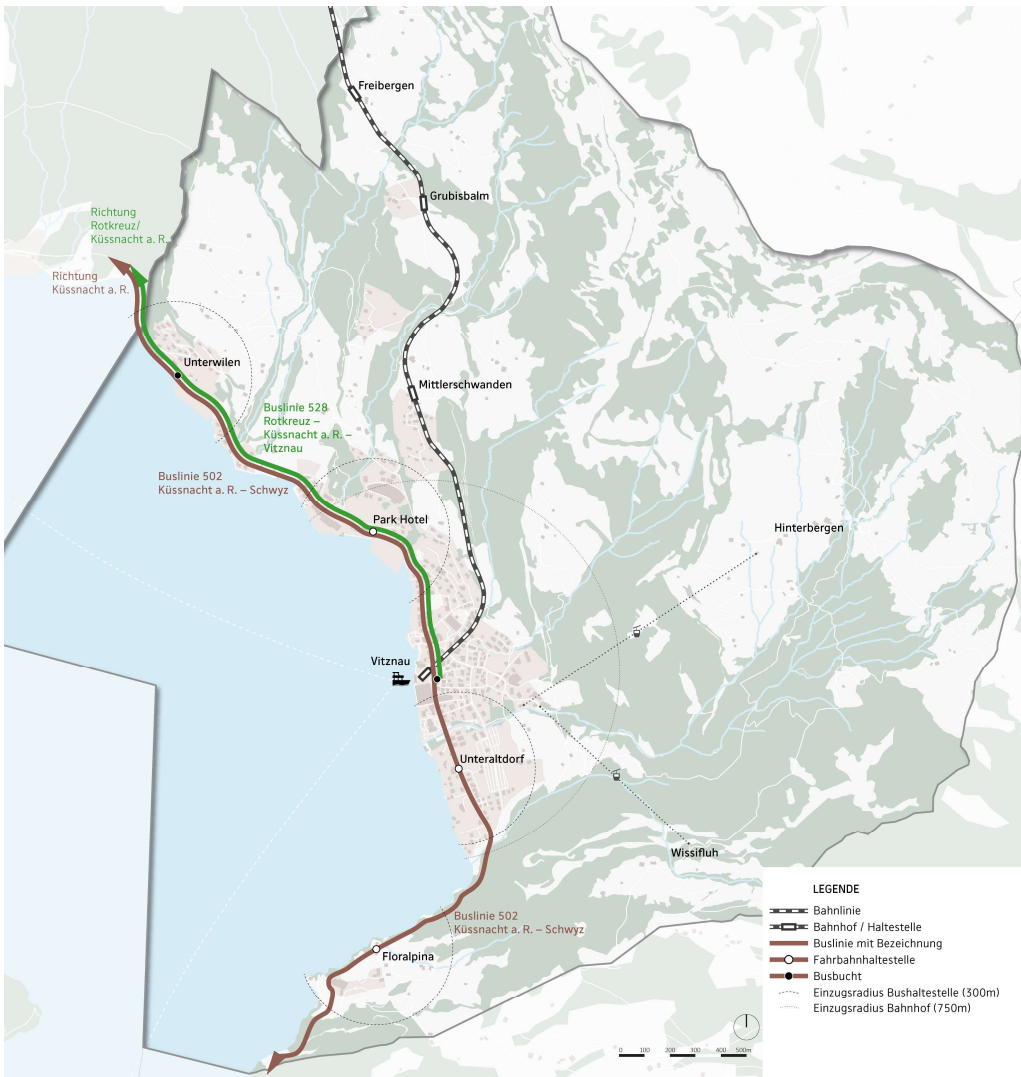 Freibergen
Grubisbalm
Richtung
Rotkreuz/
Küssnacht a. R.
Richtung
Küssnacht a. R.
Unterwilen
Mittlerschwanden
Buslinie 528
Rotkreuz –
Küssnacht a. R. –
Vitznau
Buslinie 502
Küssnacht a. R. – Schwyz
Park Hotel
Hinterbergen
Vitznau
Unteraltdorf
Wissifluh
Buslinie 502
Küssnacht a. R. – Schwyz
Floralpina
LEGENDE
Bahnlinie
Bahnhof / Haltestelle
Buslinie mit Bezeichnung
Fahrbahnhaltestelle
Busbucht
Einzugsradius Bushaltestelle (300m)
Einzugsradius Bahnhof (750m)
0 100 200 300 400 500m